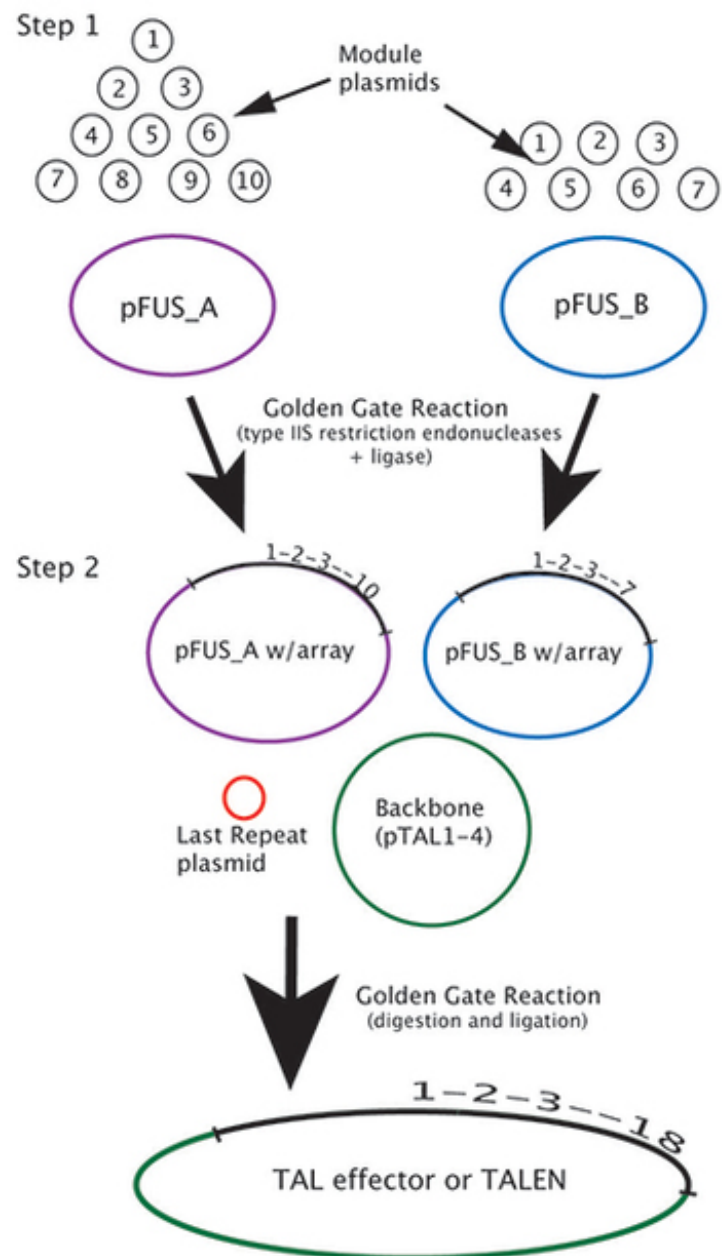 Step 1
1
2 3
4 5 6
7 8 9 10
Module
plasmids
1 2 3
4 5 6 7
pFUS_A
pFUS_B
Golden Gate Reaction
(type IIS restriction endonucleases
+ ligase)
Step 2
1-2-3--10
pFUS_A w/array
1-2-3--7
pFUS_B w/array
Last Repeat
plasmid
Backbone
(pTAL1-4)
Golden Gate Reaction
(digestion and ligation)
1-2-3--18
TAL effector or TALEN